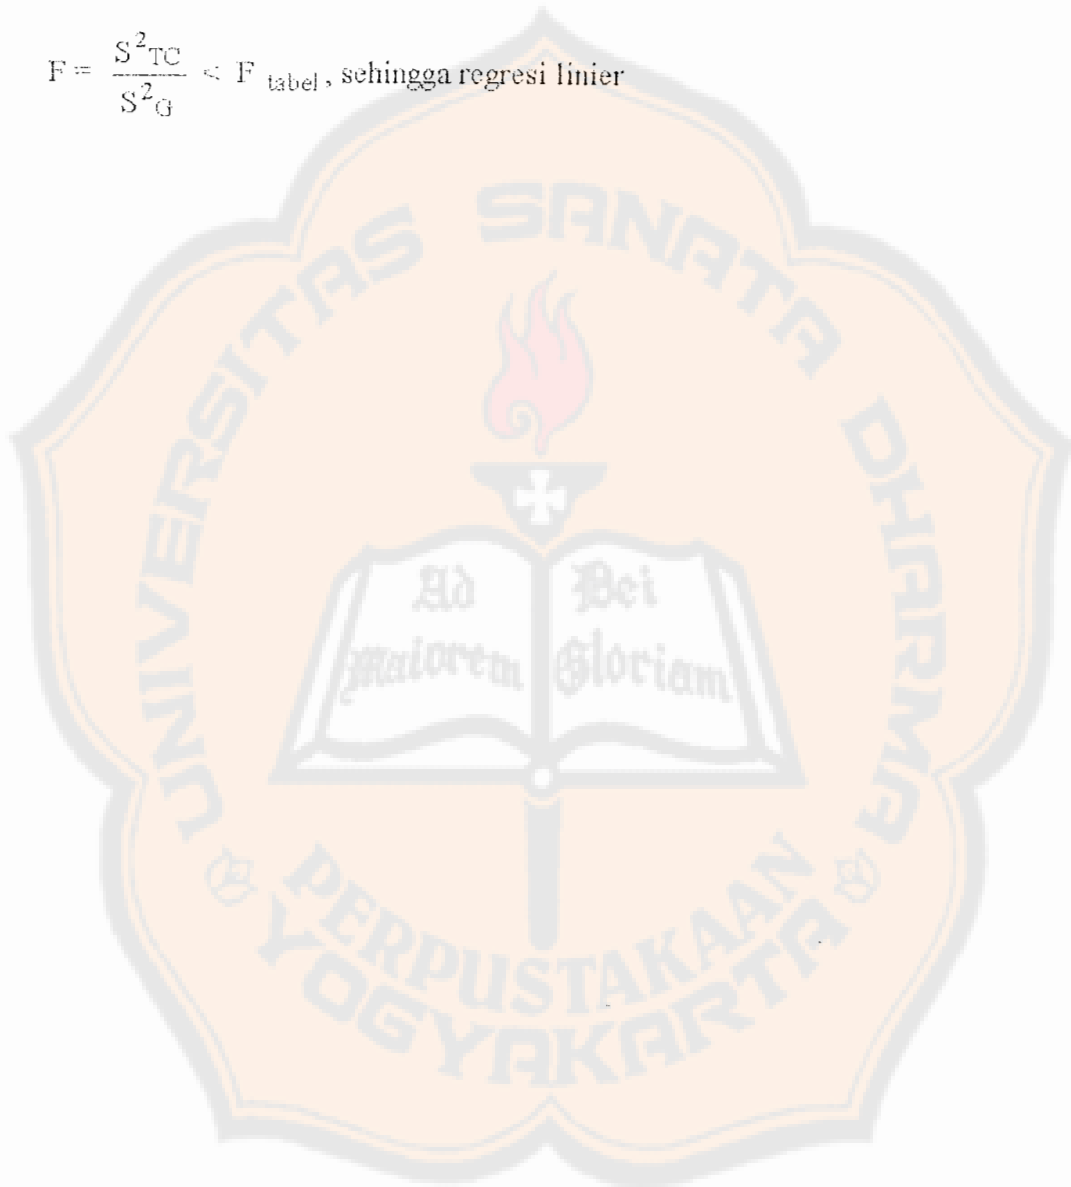 F = S²TC / S²G < F tabel, sehingga regresi linier
UNIVERSITAS SANATA DHARMA
Ad Dei
maiorem Gloriam
PERPUSTAKAAN
YOGYAKARTA